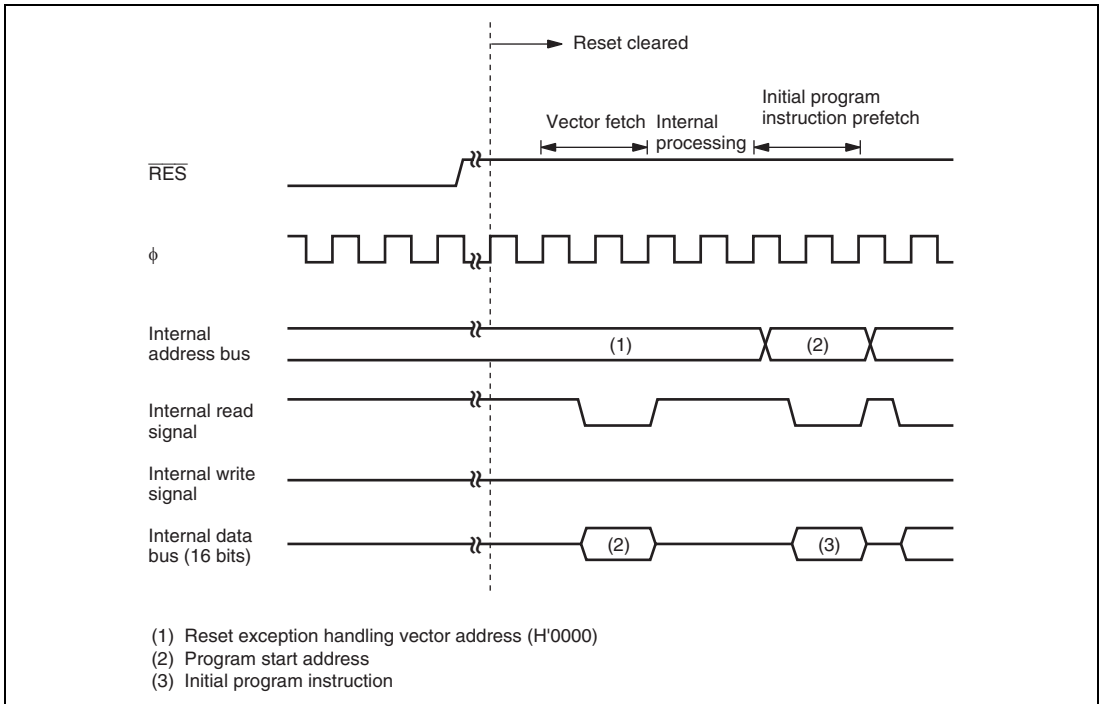 Reset cleared
Initial program
instruction prefetch
Vector fetch
Internal
processing
RES
ϕ
Internal
address bus
(1)
(2)
Internal read
signal
Internal write
signal
Internal data
bus (16 bits)
(2)
(3)
(1) Reset exception handling vector address (H'0000)
(2) Program start address
(3) Initial program instruction